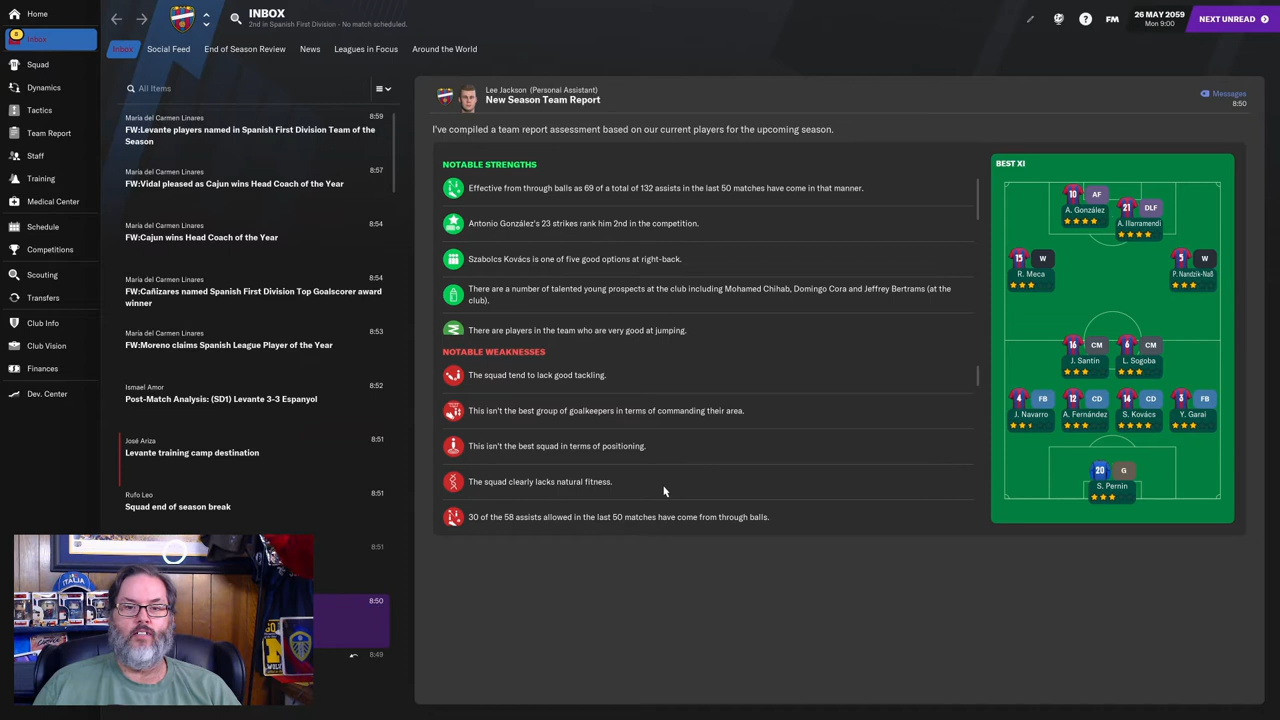 Home
INBOX
2nd in Spanish First Division - No match scheduled.
FM
26 MAY 2059
Mon 9:00
NEXT UNREAD
8
Inbox
Squad
Dynamics
Tactics
Team Report
Staff
Training
Medical Center
Schedule
Competitions
Scouting
Transfers
Club Info
Club Vision
Finances
Dev. Center
Inbox
Social Feed
End of Season Review
News
Leagues in Focus
Around the World
All Items
Maria del Carmen Linares
8:59
FW:Levante players named in Spanish First Division Team of the
Season
Maria del Carmen Linares
8:57
FW:Vidal pleased as Cajun wins Head Coach of the Year
Maria del Carmen Linares
8:54
FW:Cajun wins Head Coach of the Year
Maria del Carmen Linares
8:54
FW:Cañizares named Spanish First Division Top Goalscorer award
winner
Maria del Carmen Linares
8:53
FW:Moreno claims Spanish League Player of the Year
Ismael Amor
8:52
Post-Match Analysis: (SD1) Levante 3-3 Espanyol
José Ariza
8:51
Levante training camp destination
Rufo Leo
8:51
Squad end of season break
8:51
8:50
8:49
ITALIA
Lee Jackson (Personal Assistant)
New Season Team Report
Messages
8:50
I've compiled a team report assessment based on our current players for the upcoming season.
NOTABLE STRENGTHS
Effective from through balls as 69 of a total of 132 assists in the last 50 matches have come in that manner.
Antonio González's 23 strikes rank him 2nd in the competition.
Szabolcs Kovács is one of five good options at right-back.
There are a number of talented young prospects at the club including Mohamed Chihab, Domingo Cora and Jeffrey Bertrams (at the
club).
There are players in the team who are very good at jumping.
NOTABLE WEAKNESSES
The squad tend to lack good tackling.
This isn't the best group of goalkeepers in terms of commanding their area.
This isn't the best squad in terms of positioning.
The squad clearly lacks natural fitness.
30 of the 58 assists allowed in the last 50 matches have come from through balls.
BEST XI
10 AF
A. González
21 DLF
A. Illarramendi
15 W
R. Meca
5 W
P. Nandzik-Naß
16 CM
J. Santín
6 CM
L. Sogoba
4 FB
J. Navarro
12 CD
A. Fernández
14 CD
S. Kovács
3 FB
Y. Garai
20 G
S. Pernin